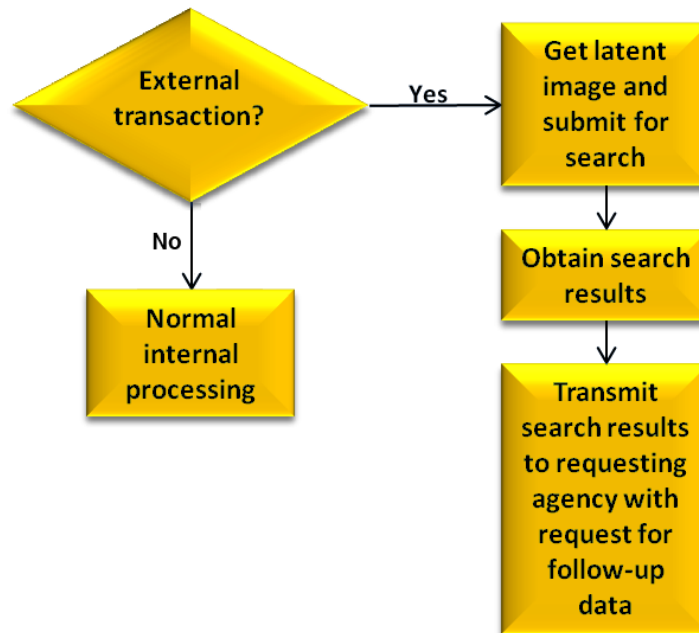 External
transaction?
Yes
Get latent
image and
submit for
search
No
Obtain search
results
Normal
internal
processing
Transmit
search results
to requesting
agency with
request for
follow-up
data